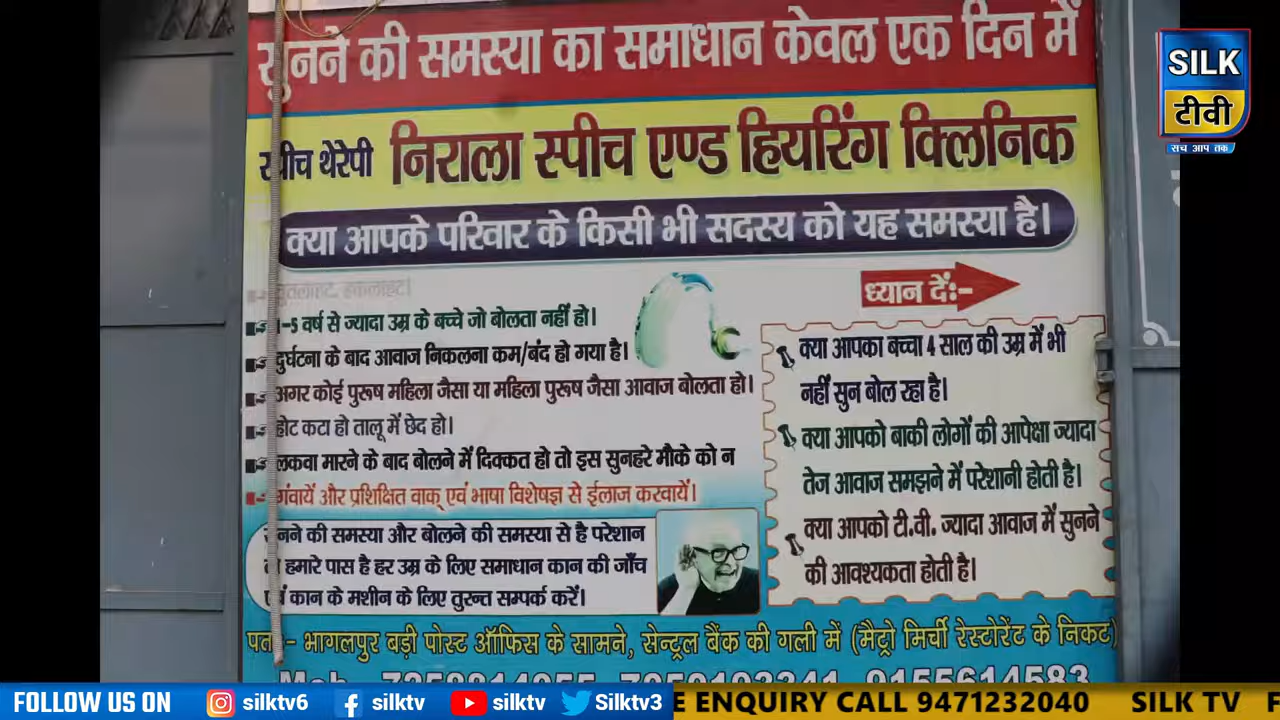 सुनने की समस्या का समाधान केवल एक दिन में
SILK
टीवी
सच आप तक
स्पीच थेरेपी निराला स्पीच एण्ड हियरिंग क्लिनिक
क्या आपके परिवार के किसी भी सदस्य को यह समस्या है।
हकलाहट।
1-5 वर्ष से ज्यादा उम्र के बच्चे जो बोलता नहीं हो।
दुर्घटना के बाद आवाज निकलना कम/बंद हो गया है।
अगर कोई पुरूष महिला जैसा या महिला पुरूष जैसा आवाज बोलता हो।
होट कटा हो तालू में छेद हो।
लकवा मारने के बाद बोलने में दिक्कत हो तो इस सुनहरे मौके को न
गंवायें और प्रशिक्षित वाक् एवं भाषा विशेषज्ञ से ईलाज करवायें।
ध्यान दें:-
क्या आपका बच्चा 4 साल की उम्र में भी
नहीं सुन बोल रहा है।
क्या आपको बाकी लोगों की आपेक्षा ज्यादा
तेज आवाज समझने में परेशानी होती है।
क्या आपको टी.वी. ज्यादा आवाज में सुनने
की आवश्यकता होती है।
सुनने की समस्या और बोलने की समस्या से है परेशान
तो हमारे पास है हर उम्र के लिए समाधान कान की जाँच
एवं कान के मशीन के लिए तुरन्त सम्पर्क करें।
पता:- भागलपुर बड़ी पोस्ट ऑफिस के सामने, सेन्ट्रल बैंक की गली में (मैट्रो मिर्ची रेस्टोरेंट के निकट)
Mob
FOLLOW US ON silktv6 silktv silktv Silktv3 E ENQUIRY CALL 9471232040 SILK TV F